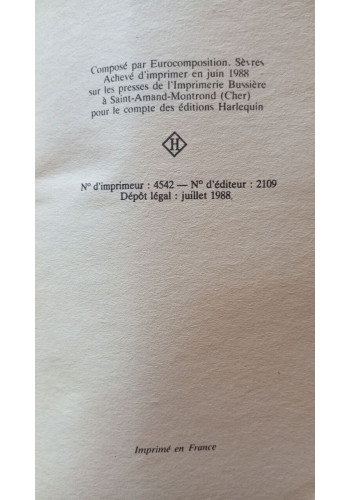 Composé par Eurocomposition. Sèvres
Achevé d'imprimer en juin 1988
sur les presses de l'Imprimerie Bussière
à Saint-Amand-Montrond (Cher)
pour le compte des éditions Harlequin
H
N° d'imprimeur : 4542 — N° d'éditeur : 2109
Dépôt légal : juillet 1988.
Imprimé en France